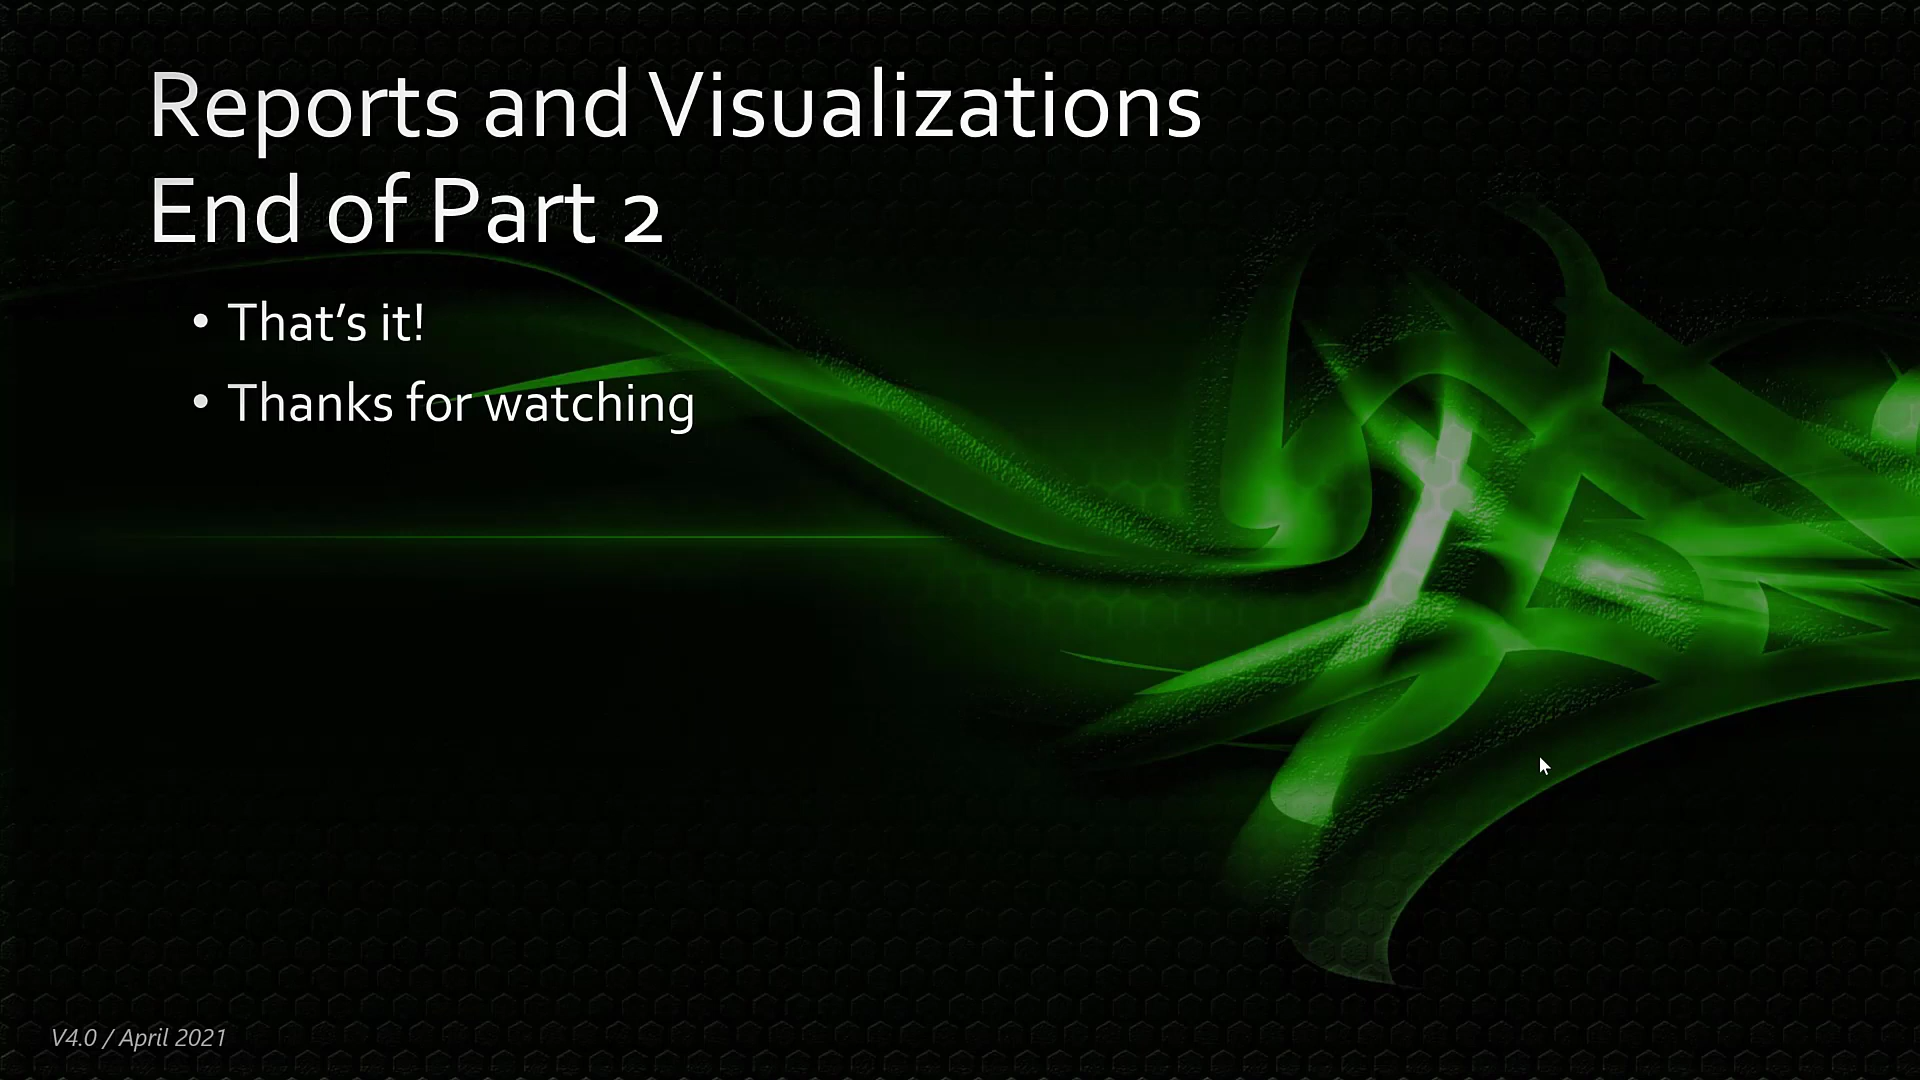 Reports and Visualizations
End of Part 2
• That’s it!
• Thanks for watching
V4.0 / April 2021